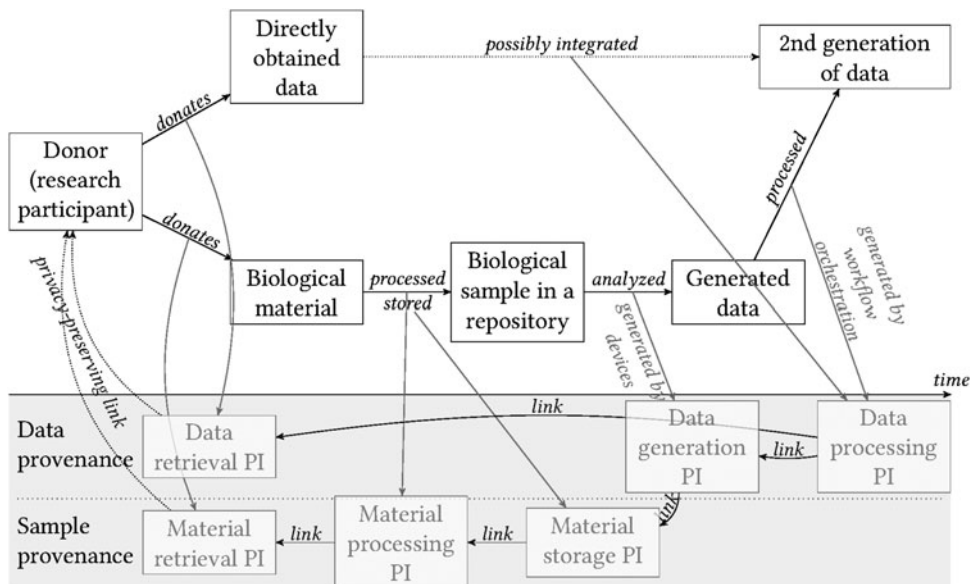 Directly
obtained
data
possibly integrated
2nd generation
of data
donates
Donor
(research
participant)
donates
processed
Biological
material
processed
stored
Biological
sample in a
repository
analyzed
Generated
data
generated by
workflow
orchestration
generated by
devices
privacy-preserving link
time
Data
provenance
Data
retrieval PI
link
Data
generation
PI
link
Data
processing
PI
Sample
provenance
Material
retrieval PI
link
Material
processing
PI
link
Material
storage PI
link